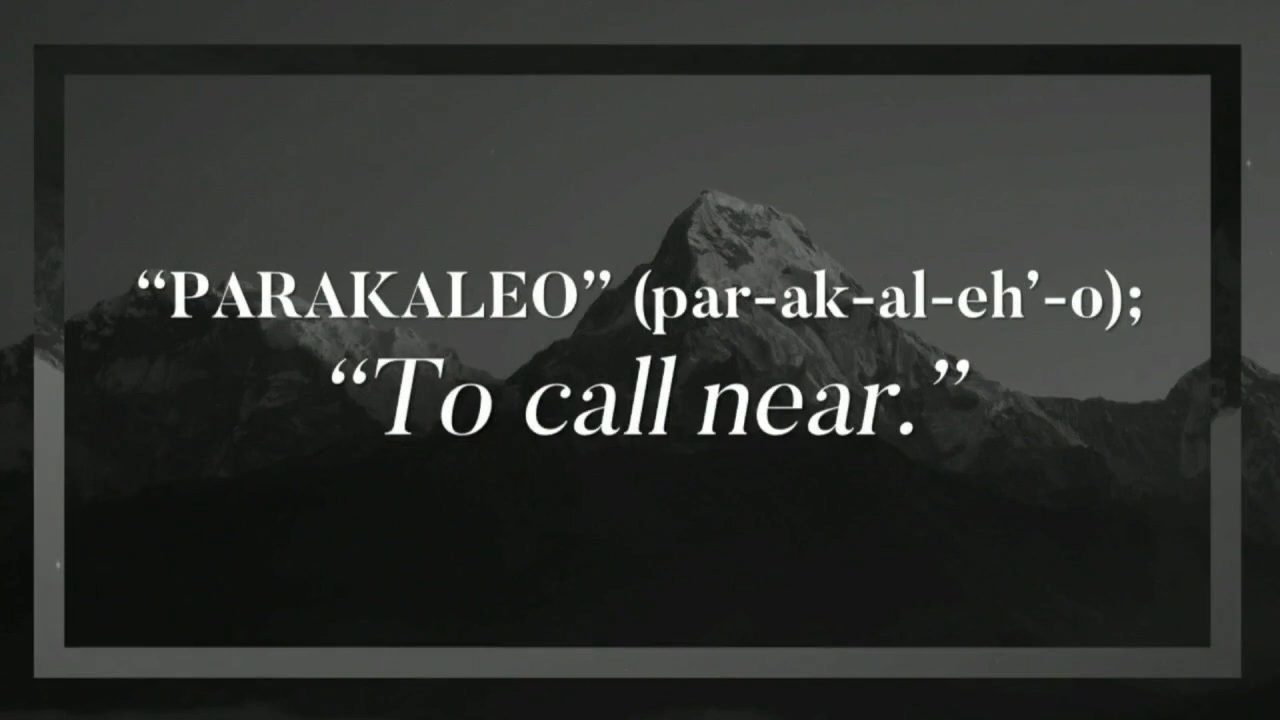 “PARAKALEO” (par-ak-al-eh’-o);
“To call near.”